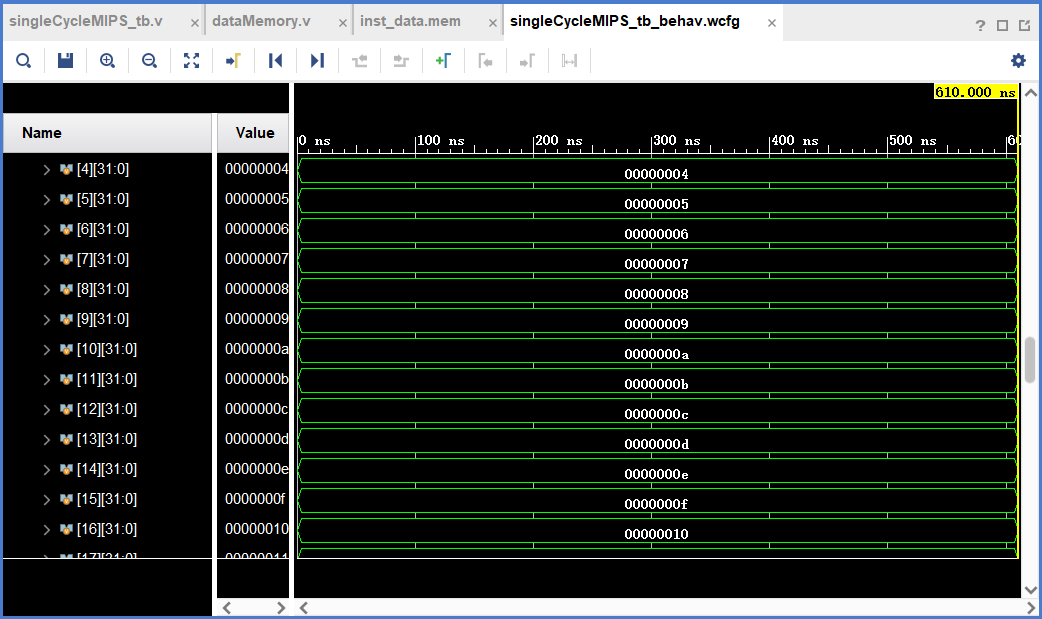 singleCycleMIPS_tb.v × dataMemory.v × inst_data.mem × singleCycleMIPS_tb_behav.wcfg × ?
610.000 ns
Name Value 0 ns 100 ns 200 ns 300 ns 400 ns 500 ns
[4][31:0] 00000004 00000004
[5][31:0] 00000005 00000005
[6][31:0] 00000006 00000006
[7][31:0] 00000007 00000007
[8][31:0] 00000008 00000008
[9][31:0] 00000009 00000009
[10][31:0] 0000000a 0000000a
[11][31:0] 0000000b 0000000b
[12][31:0] 0000000c 0000000c
[13][31:0] 0000000d 0000000d
[14][31:0] 0000000e 0000000e
[15][31:0] 0000000f 0000000f
[16][31:0] 00000010 00000010
[17][31:0] 00000011